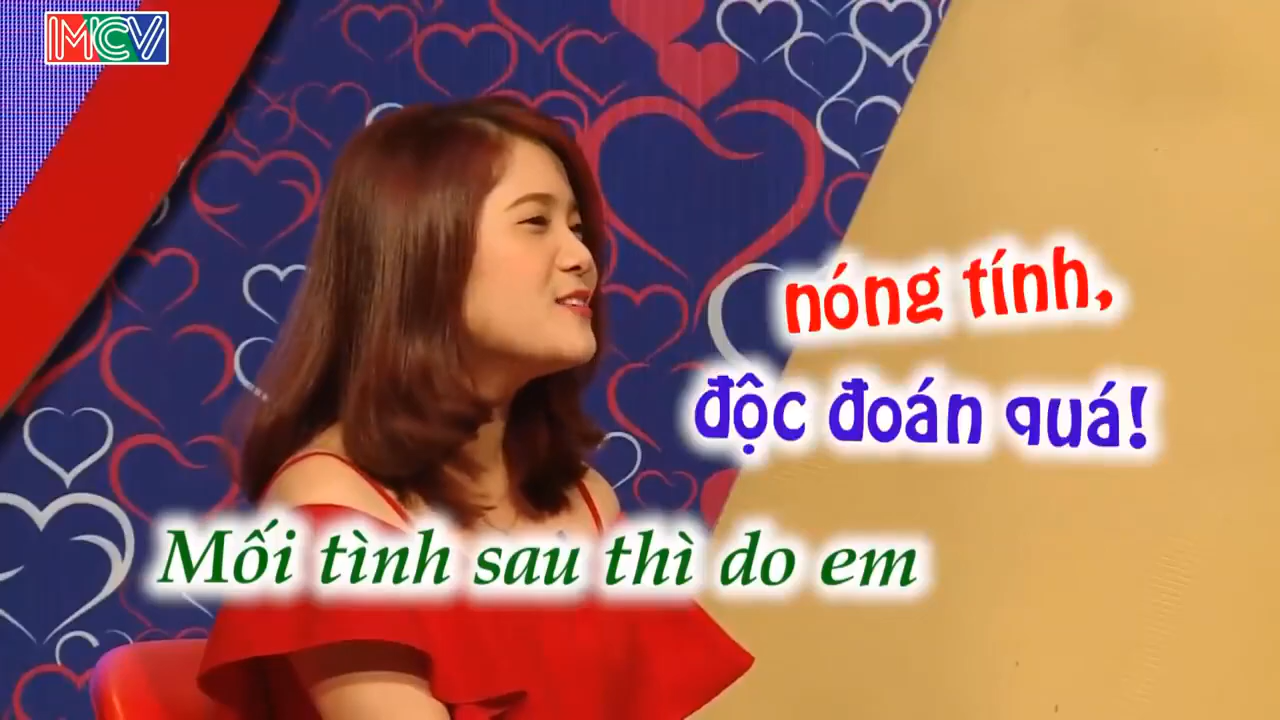 MCV
nóng tính,
độc đoán quá!
Mối tình sau thì do em